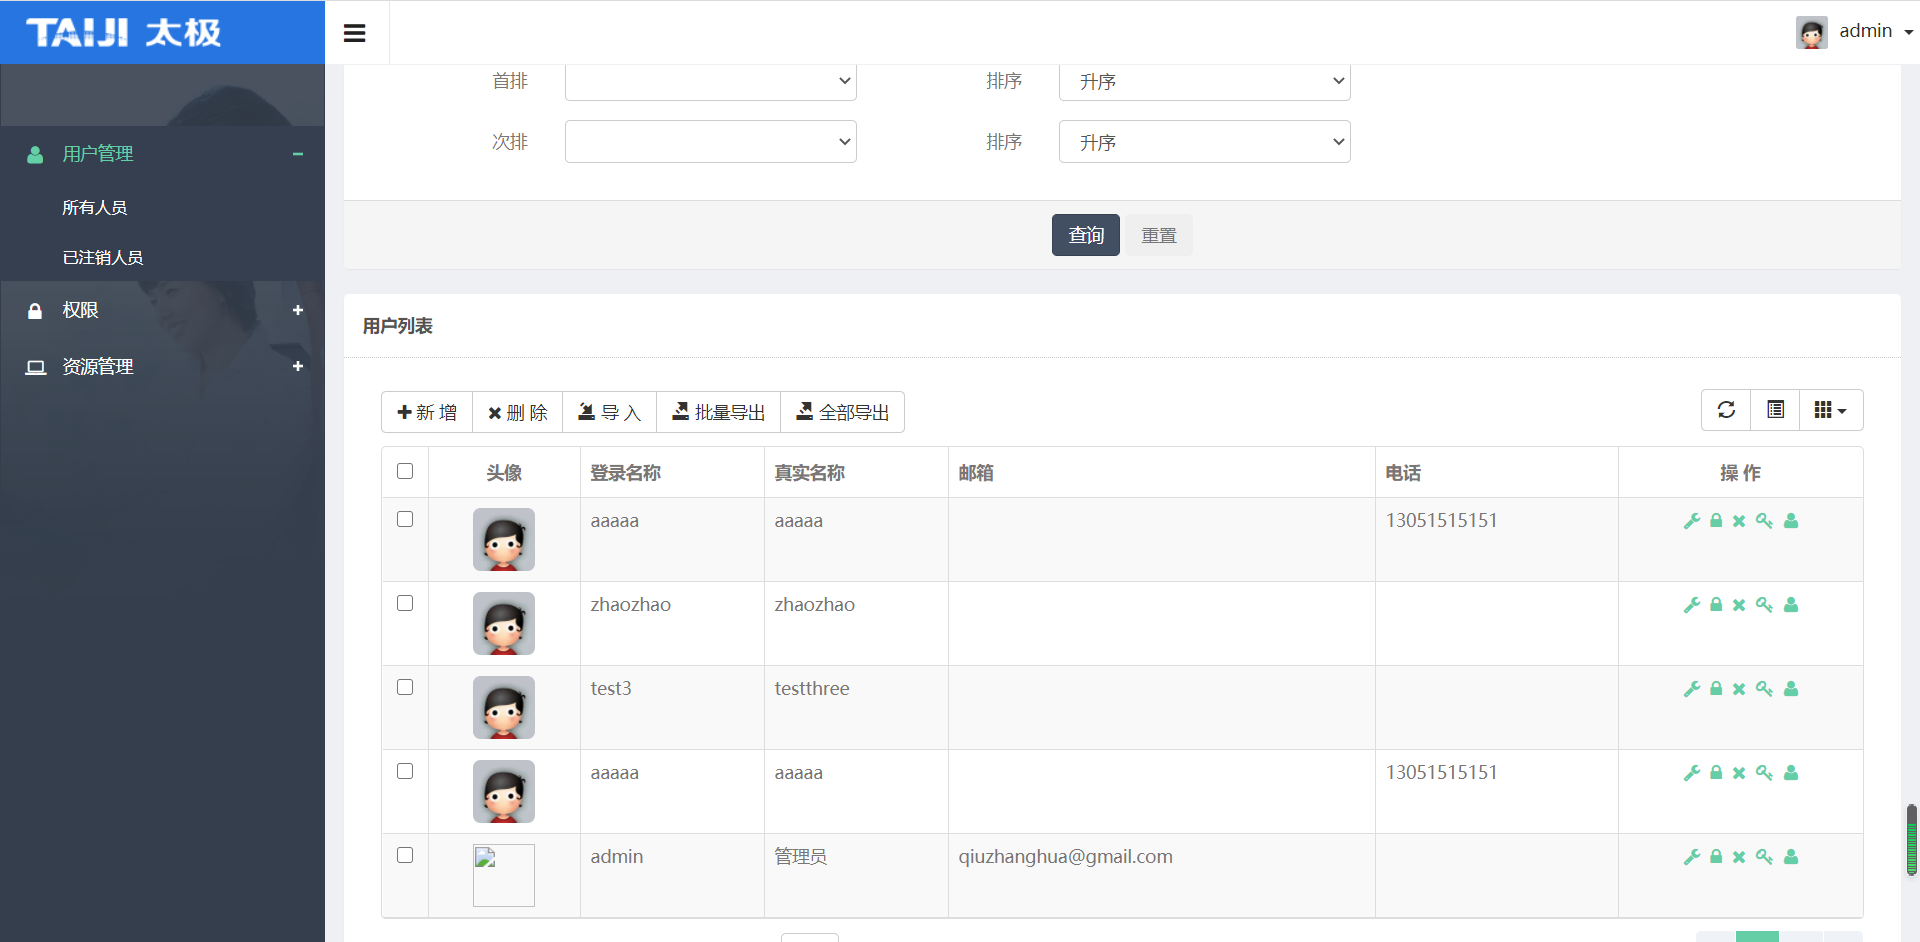 TAIJI 太极
admin
用户管理
所有人员
已注销人员
权限
资源管理
首排
排序 升序
次排
排序 升序
查询 重置
用户列表
新 增 删 除 导 入 批量导出 全部导出
头像 登录名称 真实名称 邮箱 电话 操 作
aaaaa aaaaa 13051515151
zhaozhao zhaozhao
test3 testthree
aaaaa aaaaa 13051515151
admin 管理员 qiuzhanghua@gmail.com